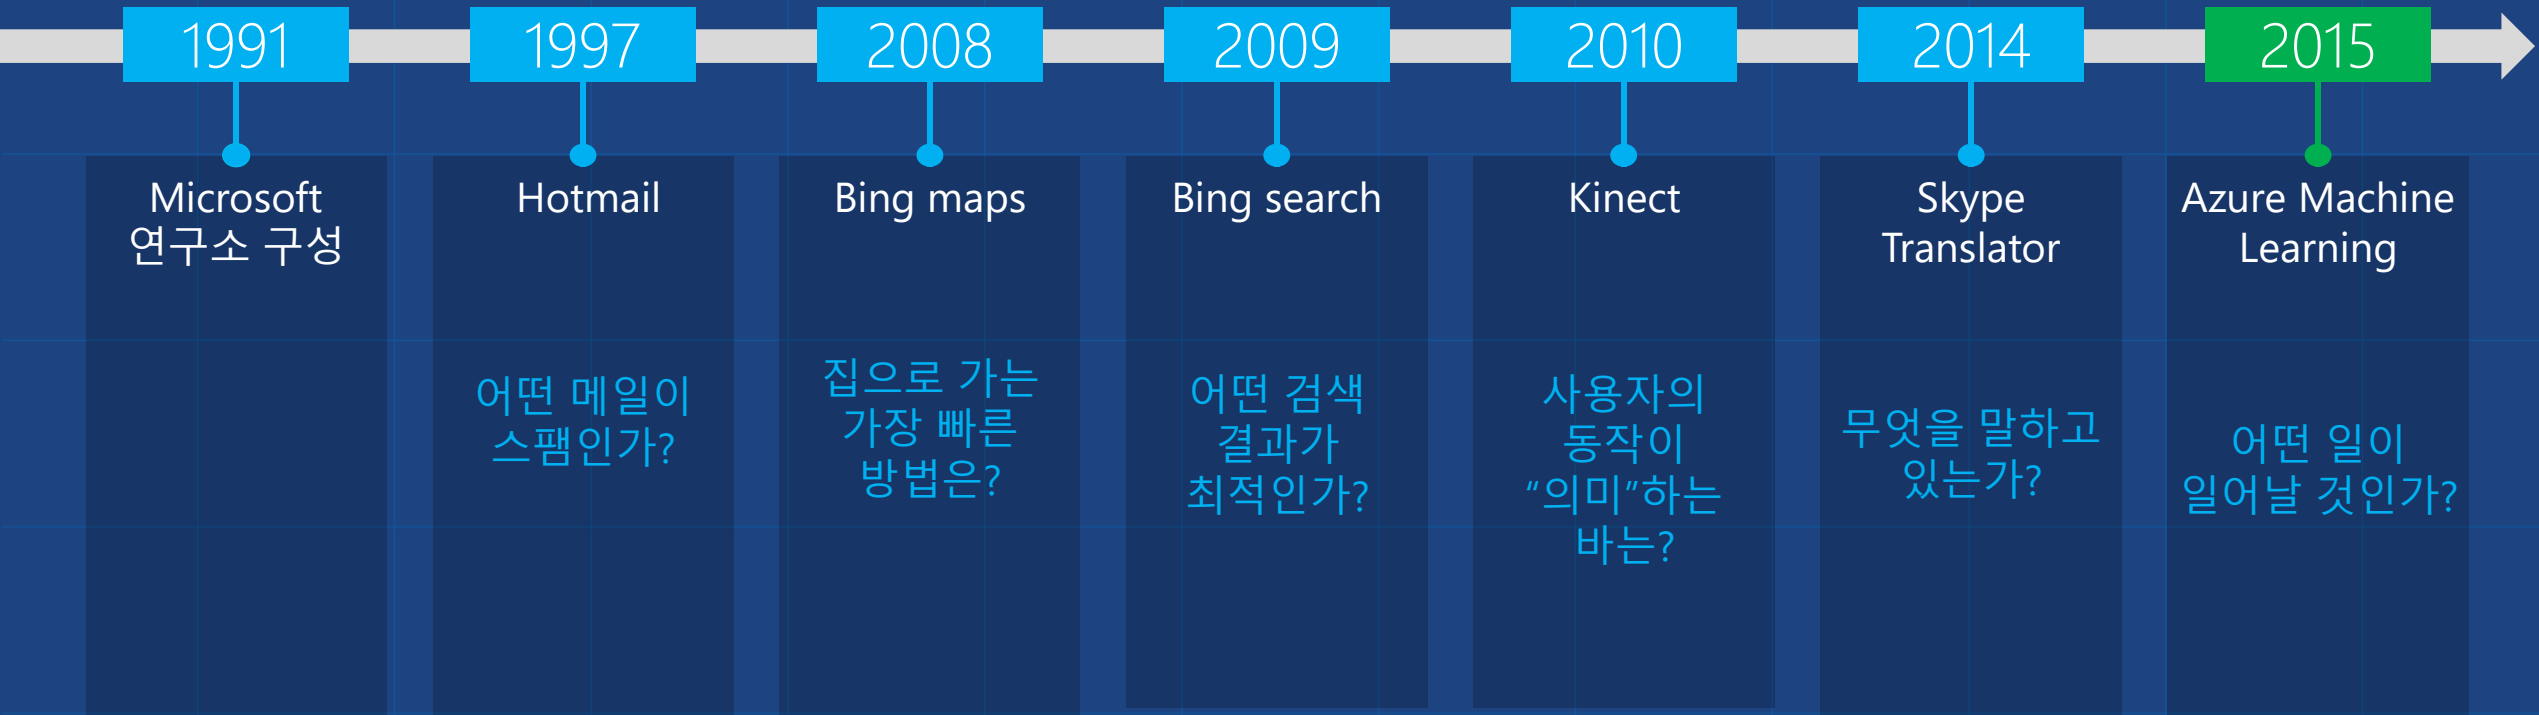 1991
1997
2008
2009
2010
2014
2015
Microsoft
연구소 구성
Hotmail
어떤 메일이
스팸인가?
Bing maps
집으로 가는
가장 빠른
방법은?
Bing search
어떤 검색
결과가
최적인가?
Kinect
사용자의
동작이
“의미”하는
바는?
Skype
Translator
무엇을 말하고
있는가?
Azure Machine
Learning
어떤 일이
일어날 것인가?